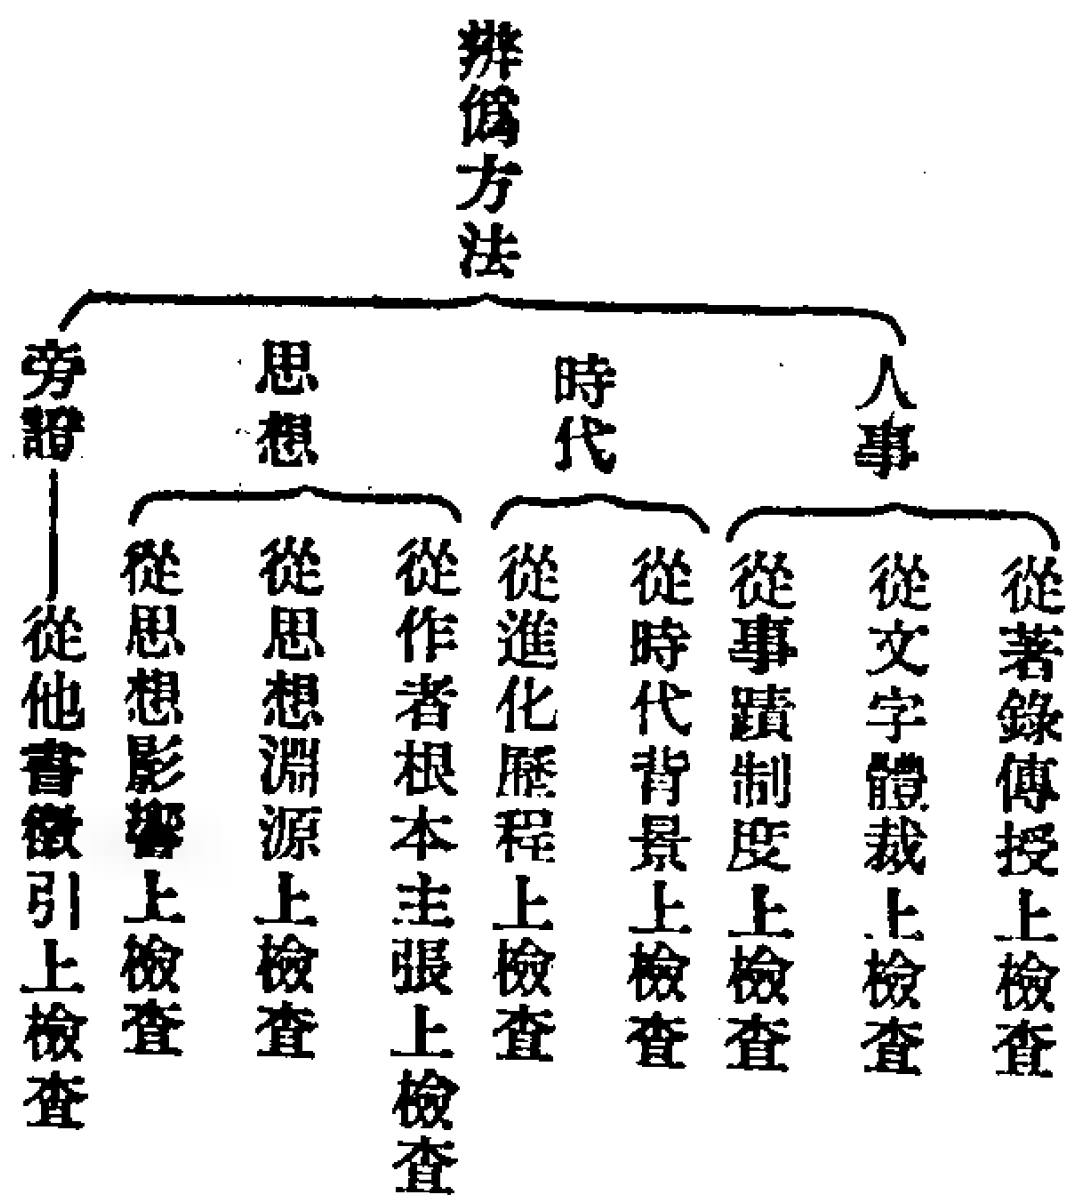 辨僞方法
人事
從著錄傳授上檢查
從文字體裁上檢查
從事蹟制度上檢查
時代
從時代背景上檢查
從進化歷程上檢查
思想
從作者根本主張上檢查
從思想淵源上檢查
從思想影響上檢查
旁證
從他書徵引上檢查